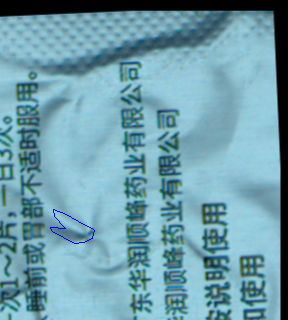 次1～2片，一日3次。
睡前或胃部不适时服用。
东华润顺峰药业有限公司
华润顺峰药业有限公司
按说明使用
和使用